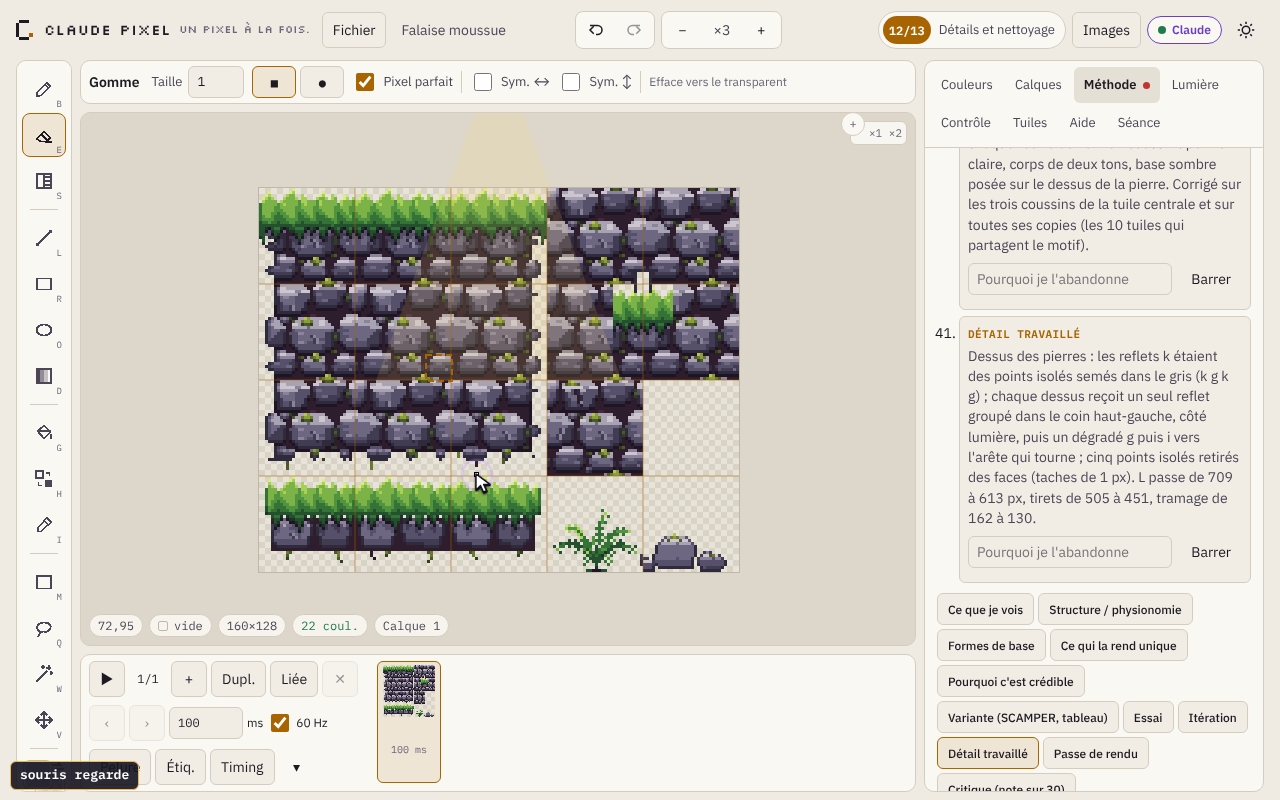 CLAUDE PIXEL UN PIXEL À LA FOIS.
Fichier
Falaise moussue
− ×3 +
12/13 Détails et nettoyage
Images
Claude
Gomme Taille 1
Pixel parfait
Sym. ↔
Sym. ↕
Efface vers le transparent
B
E
S
L
R
O
D
G
H
I
M
Q
W
V
+ ×1 ×2
72,95
vide
160×128
22 coul.
Calque 1
1/1
+
Dupl.
Liée
✕
‹
›
100 ms
60 Hz
Étiq.
Timing
▼
100 ms
souris regarde
Couleurs
Calques
Méthode
Lumière
Contrôle
Tuiles
Aide
Séance
claire, corps de deux tons, base sombre
posée sur le dessus de la pierre. Corrigé sur
les trois coussins de la tuile centrale et sur
toutes ses copies (les 10 tuiles qui
partagent le motif).
Pourquoi je l'abandonne
Barrer
41.
DÉTAIL TRAVAILLÉ
Dessus des pierres : les reflets k étaient
des points isolés semés dans le gris (k g k
g) ; chaque dessus reçoit un seul reflet
groupé dans le coin haut-gauche, côté
lumière, puis un dégradé g puis i vers
l'arête qui tourne ; cinq points isolés retirés
des faces (taches de 1 px). L passe de 709
à 613 px, tirets de 505 à 451, tramage de
162 à 130.
Pourquoi je l'abandonne
Barrer
Ce que je vois
Structure / physionomie
Formes de base
Ce qui la rend unique
Pourquoi c'est crédible
Variante (SCAMPER, tableau)
Essai
Itération
Détail travaillé
Passe de rendu
Critique (note sur 30)